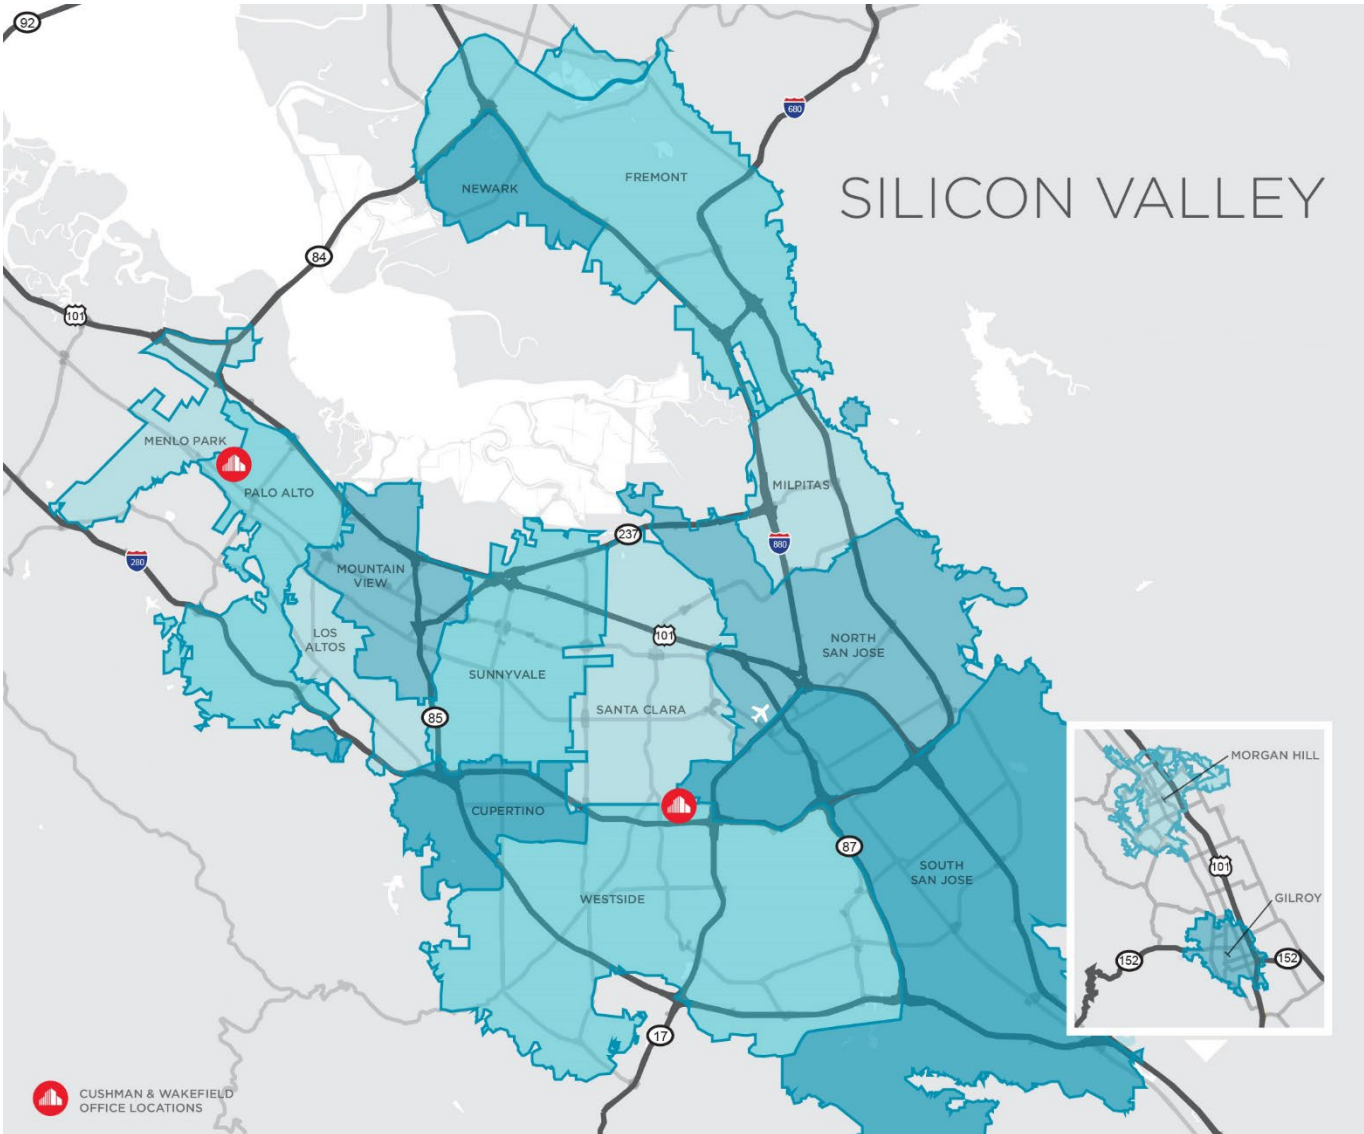 92
680
SILICON VALLEY
FREMONT
NEWARK
84
101
MENLO PARK
PALO ALTO
MILPITAS
237
880
280
MOUNTAIN
VIEW
LOS
ALTOS
101
NORTH
SAN JOSE
SUNNYVALE
SANTA CLARA
85
MORGAN HILL
CUPERTINO
87
SOUTH
SAN JOSE
101
WESTSIDE
GILROY
152
152
17
CUSHMAN & WAKEFIELD
OFFICE LOCATIONS